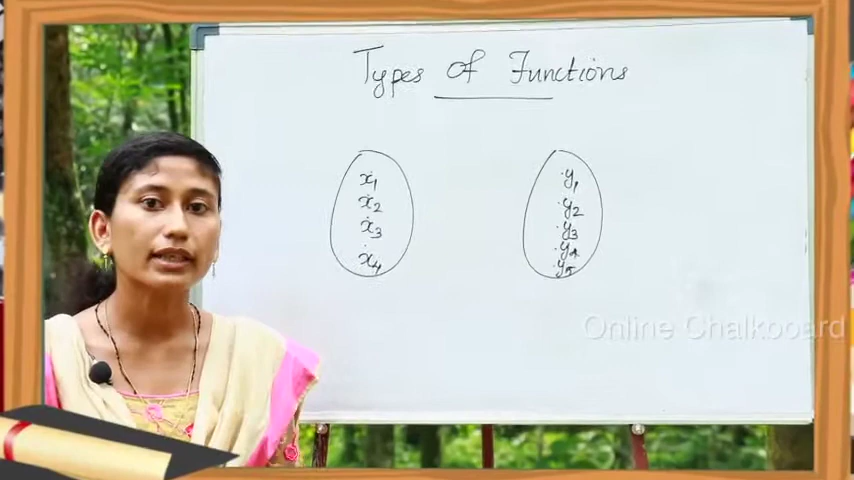 Types of Functions
x1 y1
x2 y2
x3 y3
x4 y4
y5
Online Chalkboard